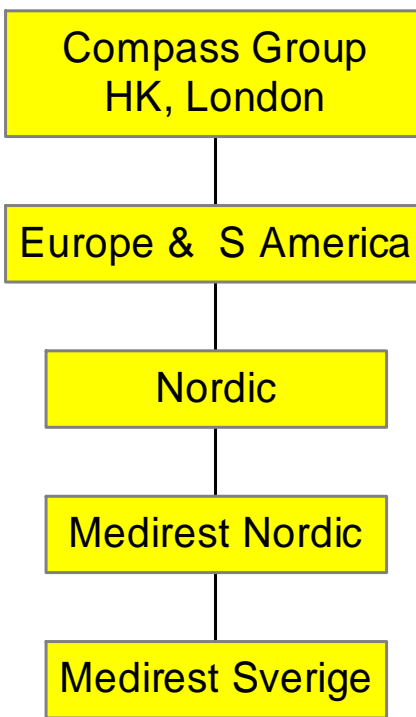 Compass Group
HK, London
Europe & S America
Nordic
Medirest Nordic
Medirest Sverige